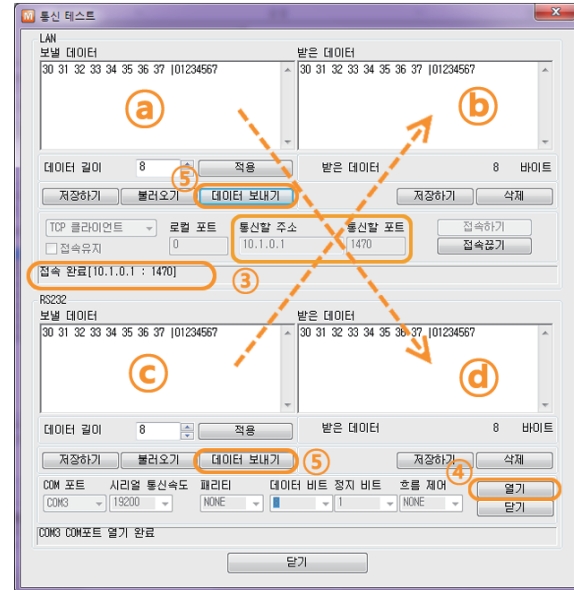 M 통신 테스트
LAN
보낼 데이터 받은 데이터
30 31 32 33 34 35 36 37 |01234567 30 31 32 33 34 35 36 37 |01234567
ⓐ ⓑ
데이터 길이 8 적용 받은 데이터 8 바이트
⑤
저장하기 불러오기 데이터 보내기 저장하기 삭제
TCP 클라이언트 로컬 포트 통신할 주소 통신할 포트 접속하기
접속유지 0 10.1.0.1 1470 접속끊기
접속 완료[10.1.0.1 : 1470]
③
RS232
보낼 데이터 받은 데이터
30 31 32 33 34 35 36 37 |01234567 30 31 32 33 34 35 36 37 |01234567
ⓒ ⓓ
데이터 길이 8 적용 받은 데이터 8 바이트
저장하기 불러오기 데이터 보내기 ⑤ 저장하기 삭제
④
COM 포트 시리얼 통신속도 패리티 데이터 비트 정지 비트 흐름 제어 열기
COM3 19200 NONE 1 NONE 닫기
COM3 COM포트 열기 완료
닫기